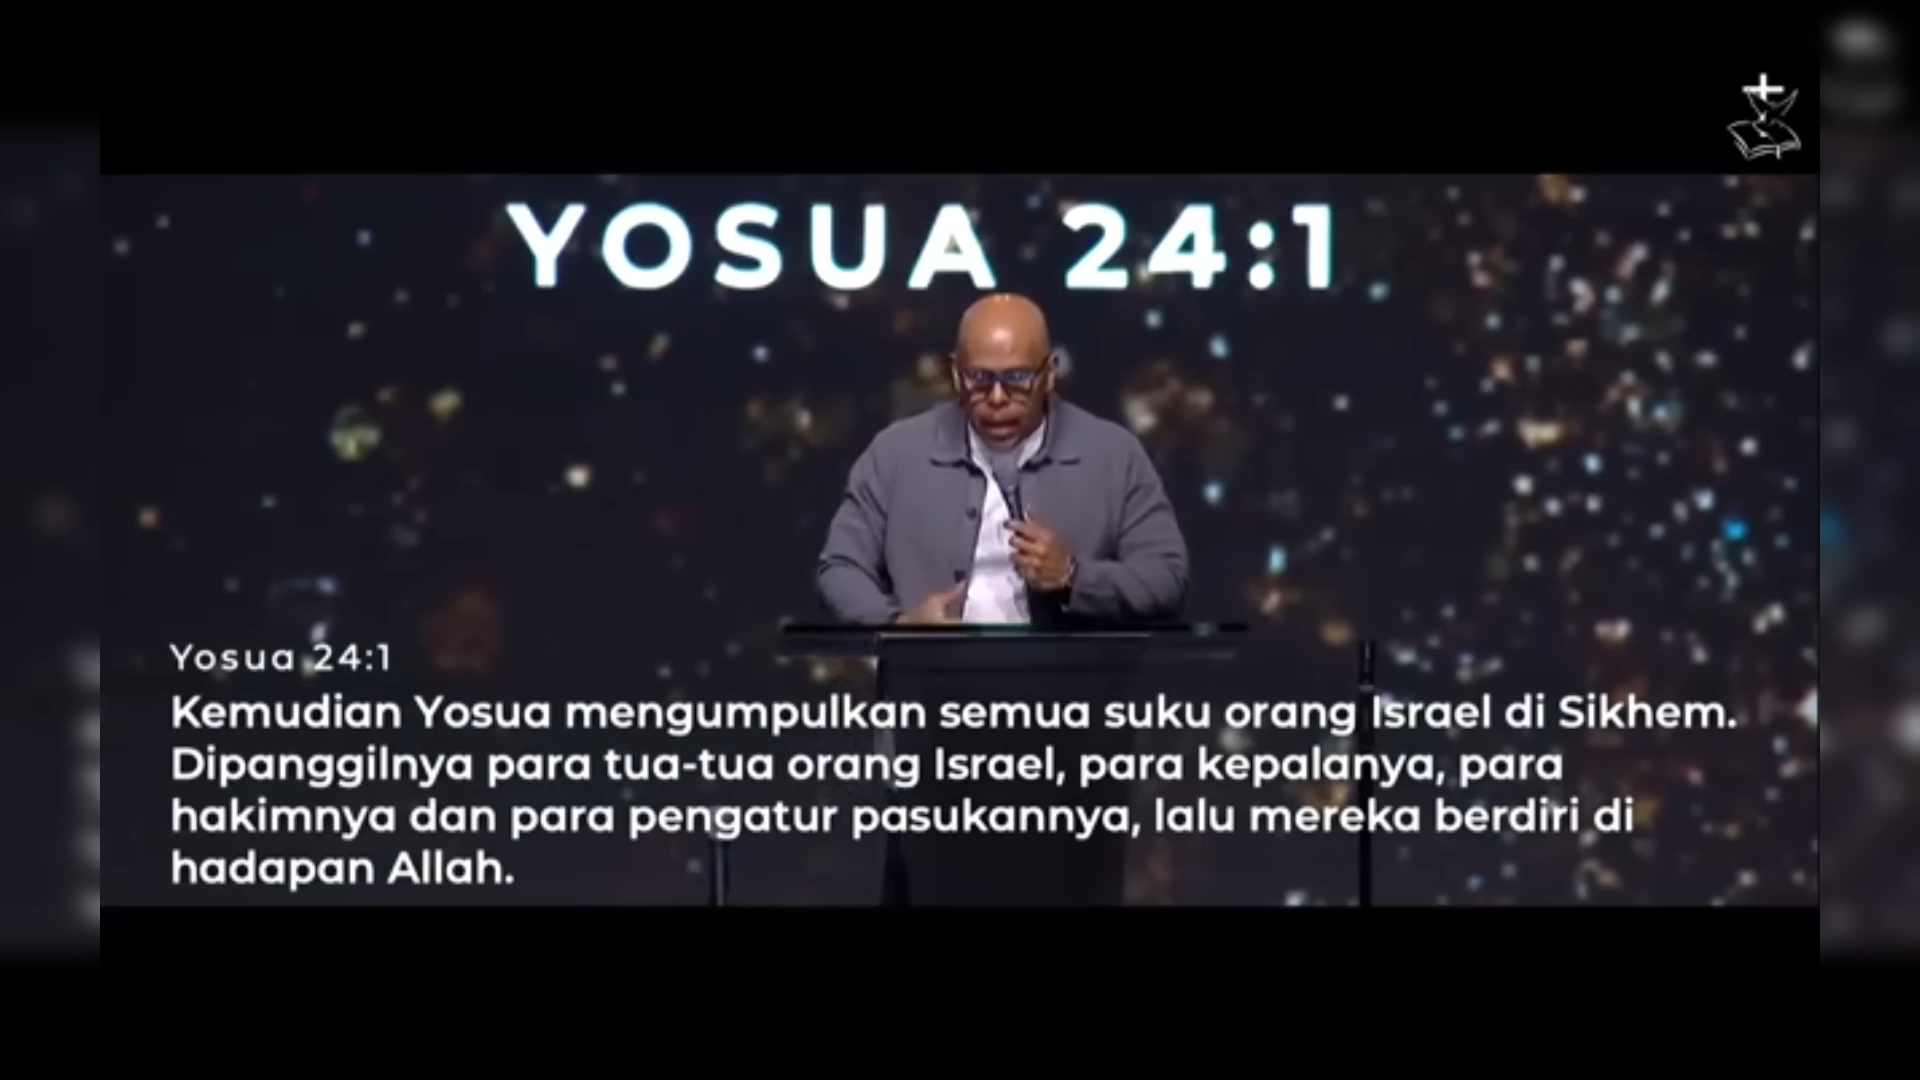 YOSUA 24:1
Yosua 24:1
Kemudian Yosua mengumpulkan semua suku orang Israel di Sikhem.
Dipanggilnya para tua-tua orang Israel, para kepalanya, para
hakimnya dan para pengatur pasukannya, lalu mereka berdiri di
hadapan Allah.